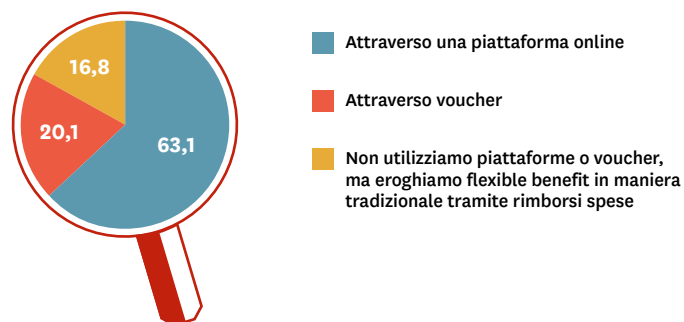 16,8
20,1
63,1
Attraverso una piattaforma online
Attraverso voucher
Non utilizziamo piattaforme o voucher,
ma eroghiamo flexible benefit in maniera
tradizionale tramite rimborsi spese